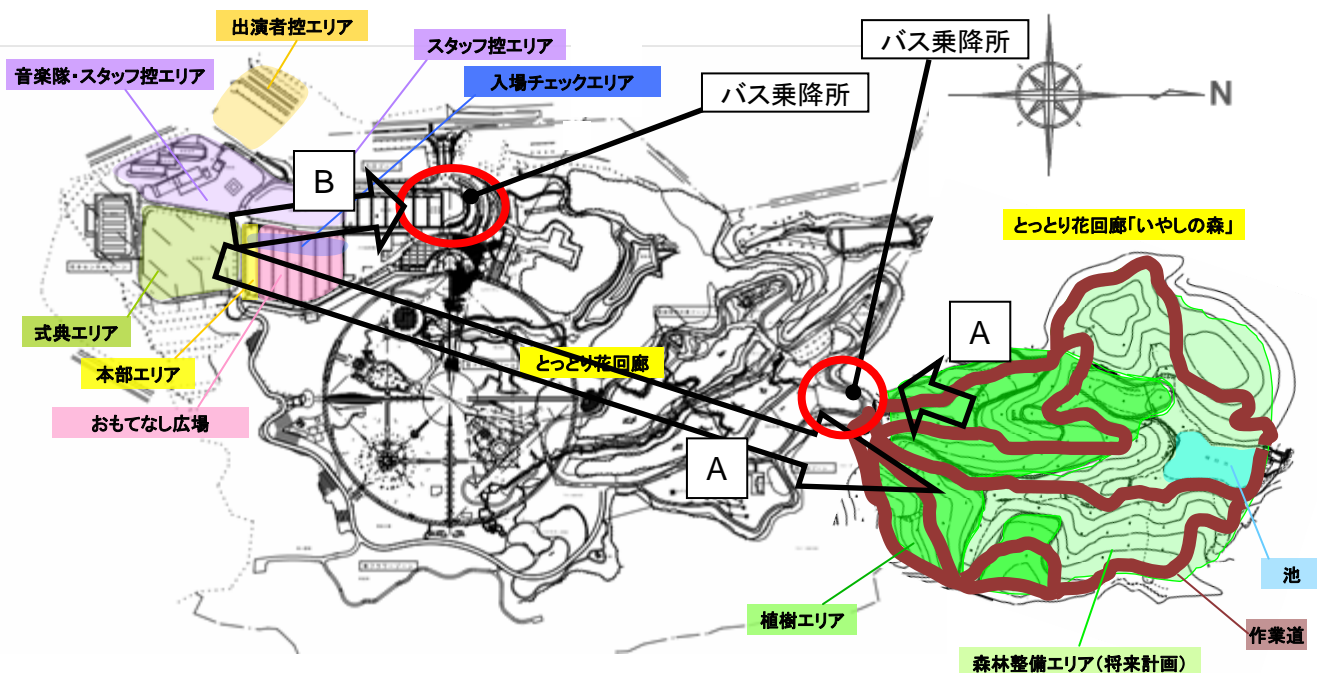 出演者控エリア
スタッフ控エリア
バス乗降所
音楽隊・スタッフ控エリア
入場チェックエリア
バス乗降所
N
B
とっとり花回廊「いやしの森」
式典エリア
A
本部エリア
とっとり花回廊
おもてなし広場
A
池
植樹エリア
作業道
森林整備エリア(将来計画)